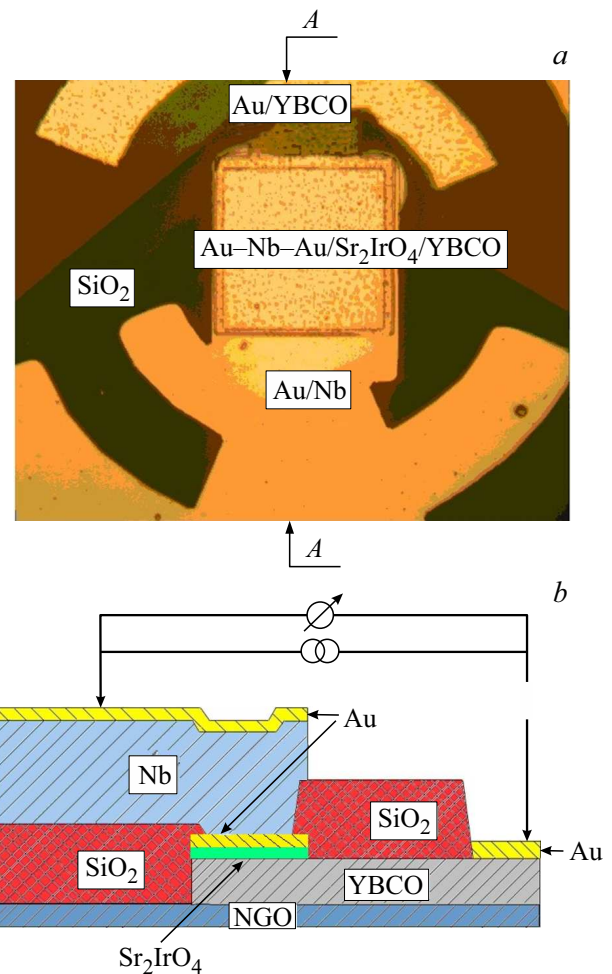 A
a
Au/YBCO
Au–Nb–Au/Sr₂IrO₄/YBCO
SiO₂
Au/Nb
A
b
Au
Nb
SiO₂
SiO₂
Au
YBCO
NGO
Sr₂IrO₄